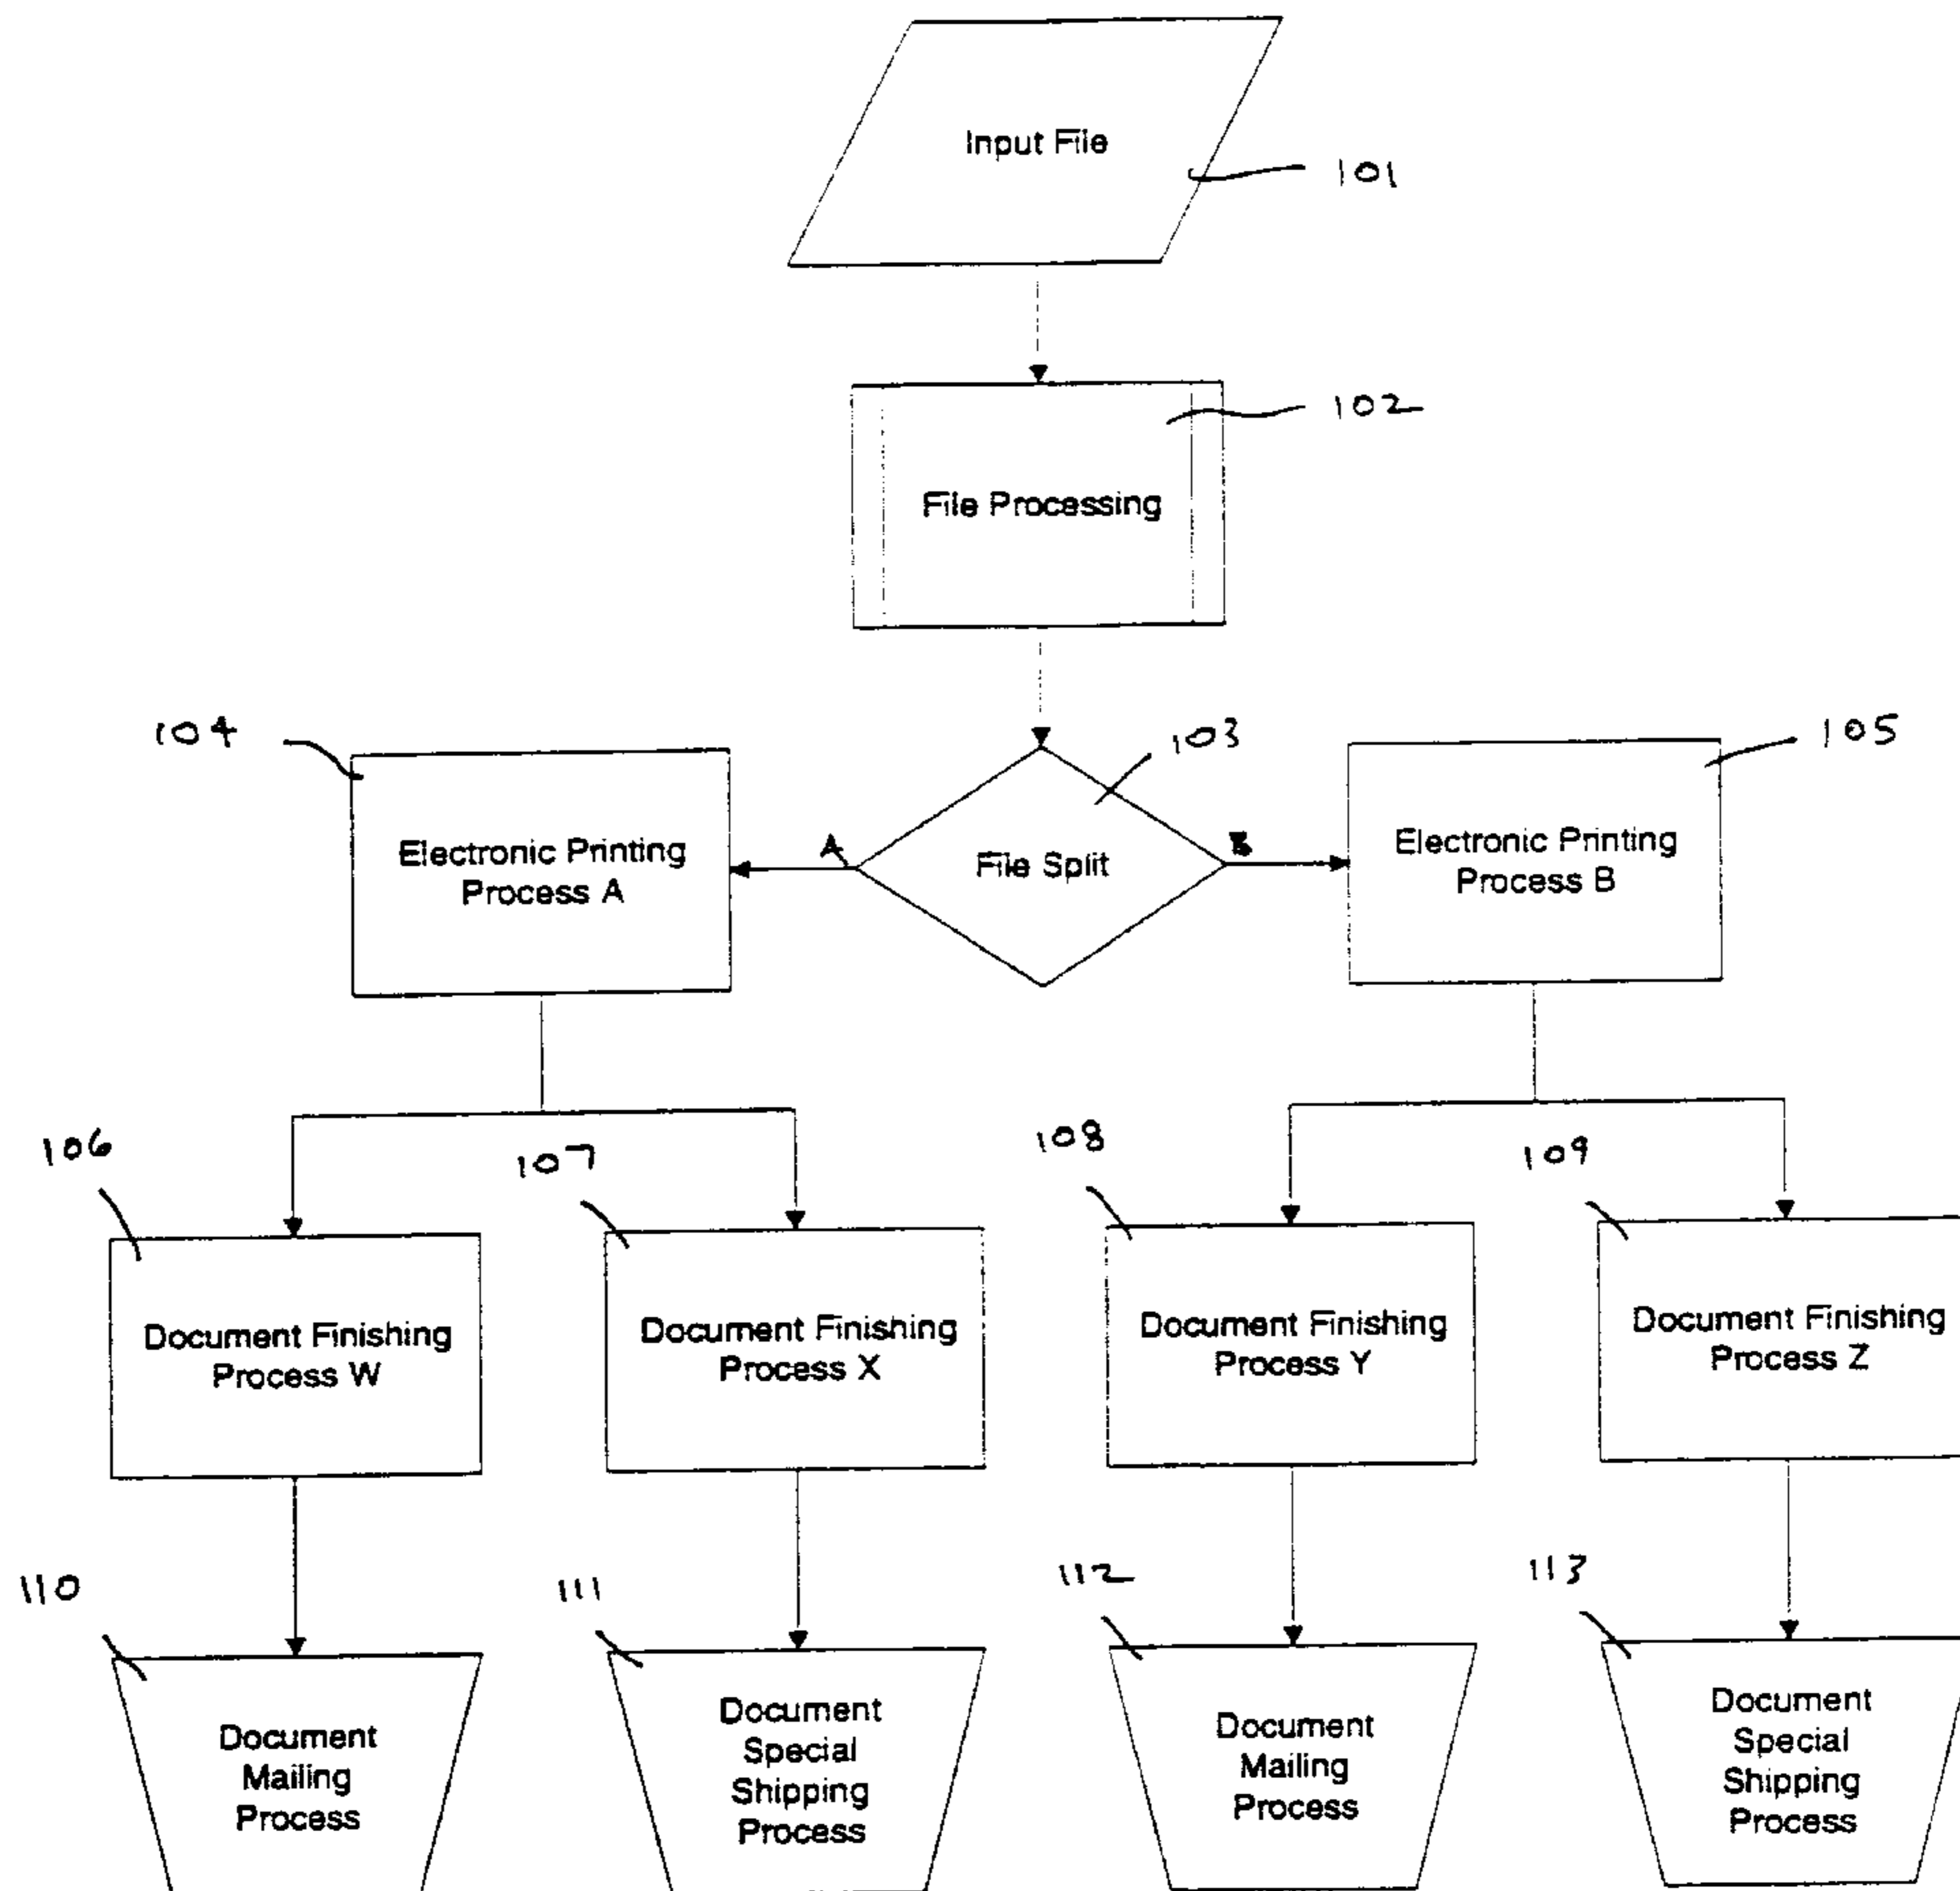 Input File
101
102
File Processing
104
103
105
A
B
Electronic Printing
Process A
File Split
Electronic Printing
Process B
106
107
108
109
Document Finishing
Process W
Document Finishing
Process X
Document Finishing
Process Y
Document Finishing
Process Z
110
111
112
113
Document
Mailing
Process
Document
Special
Shipping
Process
Document
Mailing
Process
Document
Special
Shipping
Process